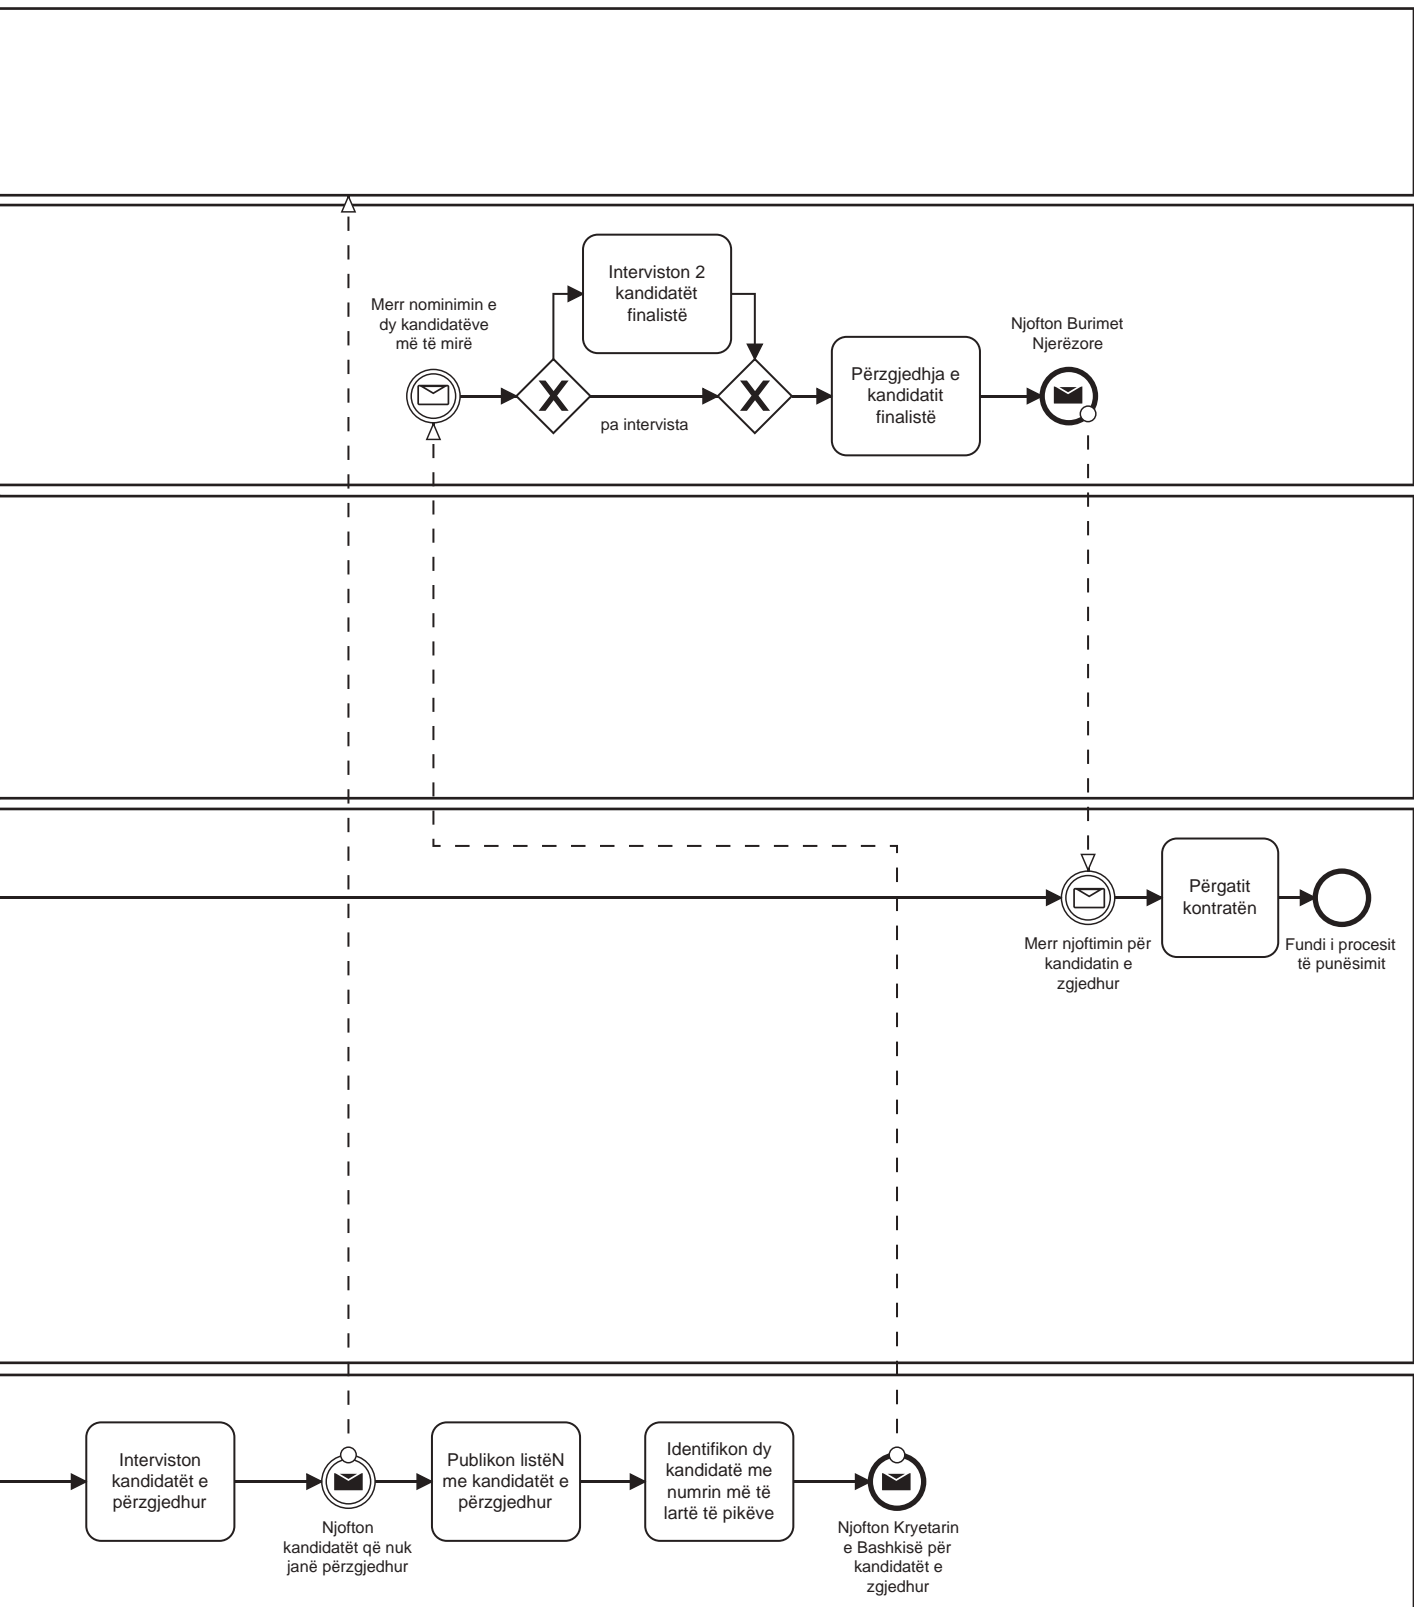 Interviston 2
kandidatët
finalistë
Merr nominimin e
dy kandidatëve
më të mirë
Njofton Burimet
Njerëzore
Përzgjedhja e
kandidatit
finalistë
pa intervista
Përgatit
kontratën
Merr njoftimin për
kandidatin e
zgjedhur
Fundi i procesit
të punësimit
Interviston
kandidatët e
përzgjedhur
Njofton
kandidatët që nuk
janë përzgjedhur
Publikon listëN
me kandidatët e
përzgjedhur
Identifikon dy
kandidatë me
numrin më të
lartë të pikëve
Njofton Kryetarin
e Bashkisë për
kandidatët e
zgjedhur